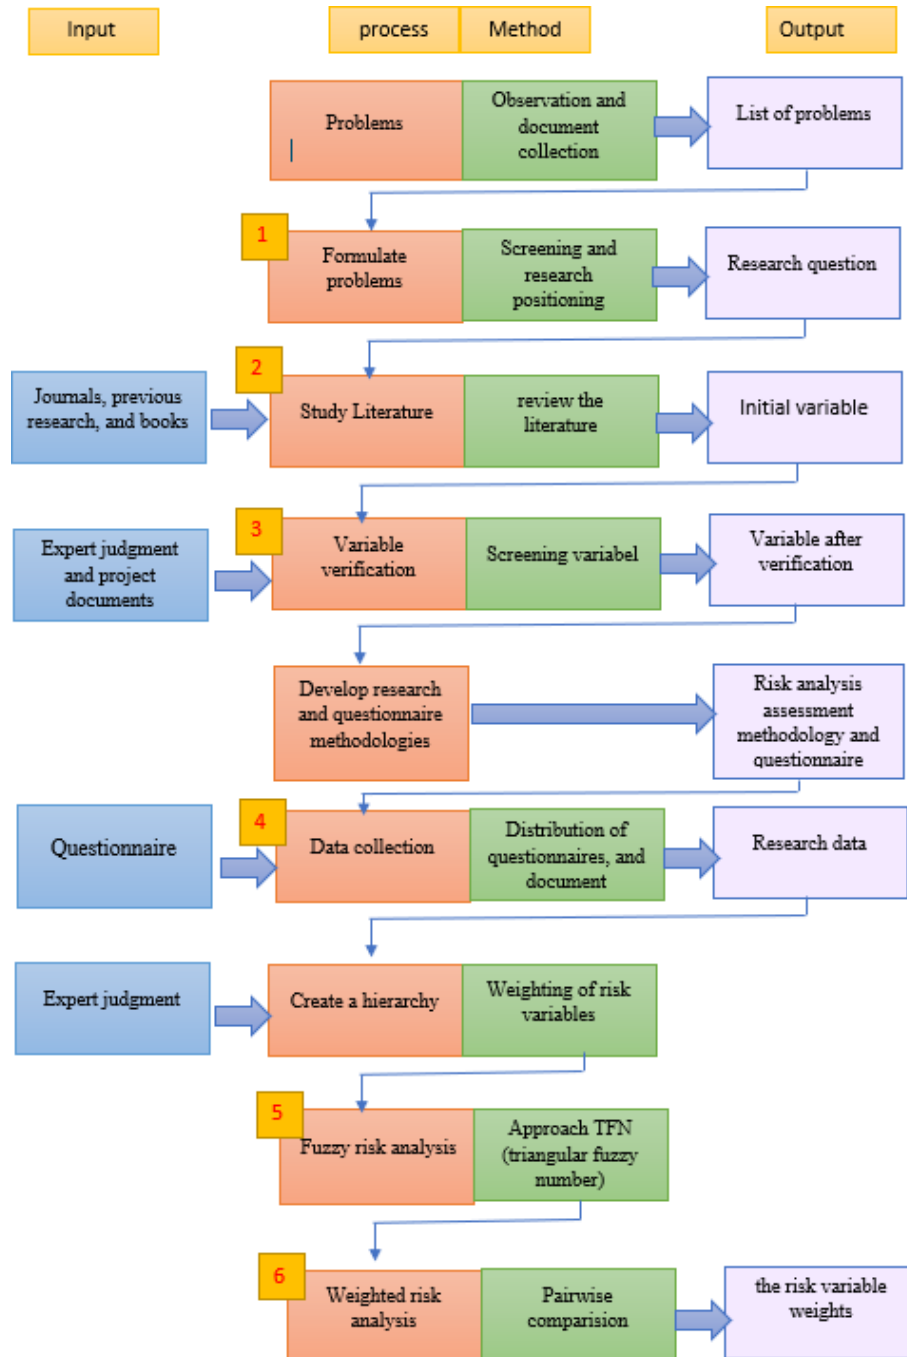 Input
process
Method
Output
Problems
Observation and
document
collection
List of problems
1
Formulate
problems
Screening and
research
positioning
Research question
2
Journals, previous
research, and books
Study Literature
review the
literature
Initial variable
3
Expert judgment
and project
documents
Variable
verification
Screening variabel
Variable after
verification
Develop research
and questionnaire
methodologies
Risk analysis
assessment
methodology and
questionnaire
4
Questionnaire
Data collection
Distribution of
questionnaires, and
document
Research data
Expert judgment
Create a hierarchy
Weighting of risk
variables
5
Fuzzy risk analysis
Approach TFN
(triangular fuzzy
number)
6
Weighted risk
analysis
Pairwise
comparision
the risk variable
weights